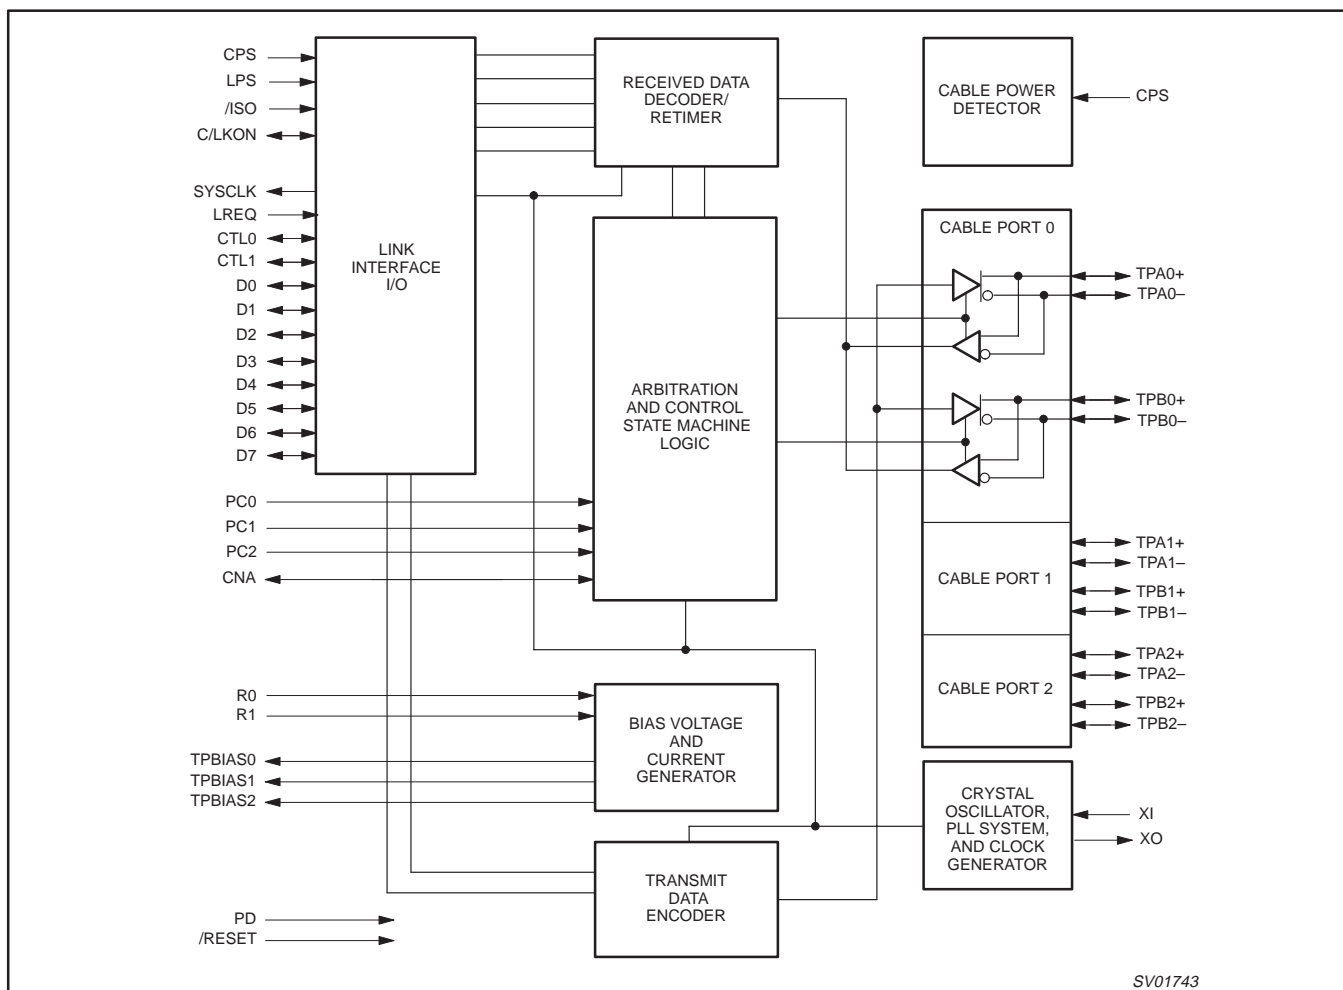 CPS
LPS
/ISO
C/LKON
SYSCLK
LREQ
CTL0
CTL1
D0
D1
D2
D3
D4
D5
D6
D7
LINK
INTERFACE
I/O
RECEIVED DATA
DECODER/
RETIMER
CABLE POWER
DETECTOR
CPS
ARBITRATION
AND CONTROL
STATE MACHINE
LOGIC
CABLE PORT 0
TPA0+
TPA0–
TPB0+
TPB0–
PC0
PC1
PC2
CNA
CABLE PORT 1
TPA1+
TPA1–
TPB1+
TPB1–
CABLE PORT 2
TPA2+
TPA2–
TPB2+
TPB2–
R0
R1
TPBIAS0
TPBIAS1
TPBIAS2
BIAS VOLTAGE
AND
CURRENT
GENERATOR
CRYSTAL
OSCILLATOR,
PLL SYSTEM,
AND CLOCK
GENERATOR
XI
XO
TRANSMIT
DATA
ENCODER
PD
/RESET
SV01743